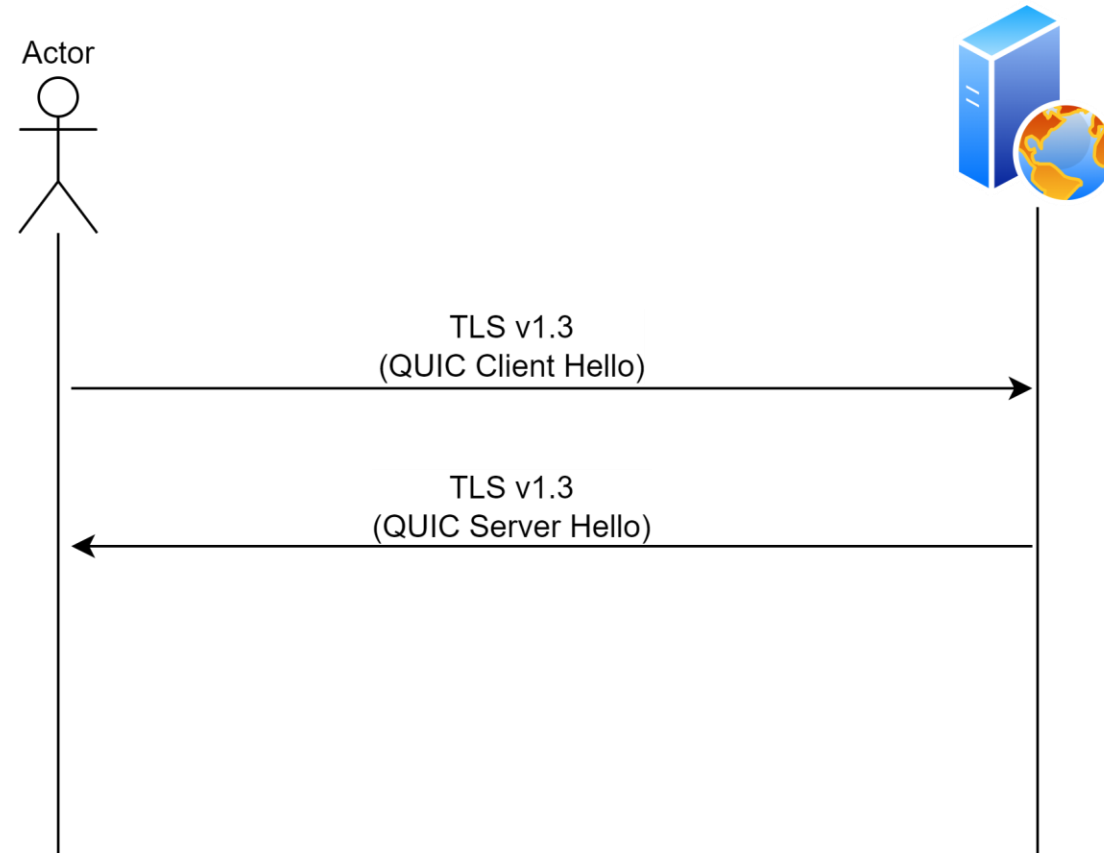 Actor
TLS v1.3
(QUIC Client Hello)
TLS v1.3
(QUIC Server Hello)